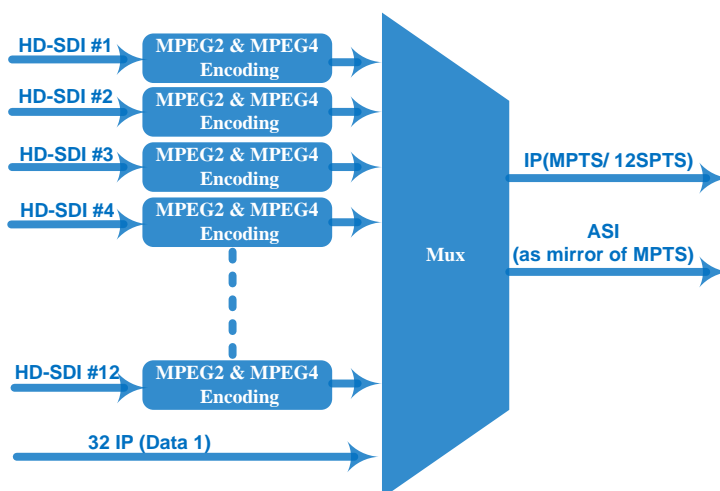 HD-SDI #1
MPEG2 & MPEG4
Encoding
HD-SDI #2
MPEG2 & MPEG4
Encoding
HD-SDI #3
MPEG2 & MPEG4
Encoding
HD-SDI #4
MPEG2 & MPEG4
Encoding
HD-SDI #12
MPEG2 & MPEG4
Encoding
32 IP (Data 1)
Mux
IP(MPTS/ 12SPTS)
ASI
(as mirror of MPTS)